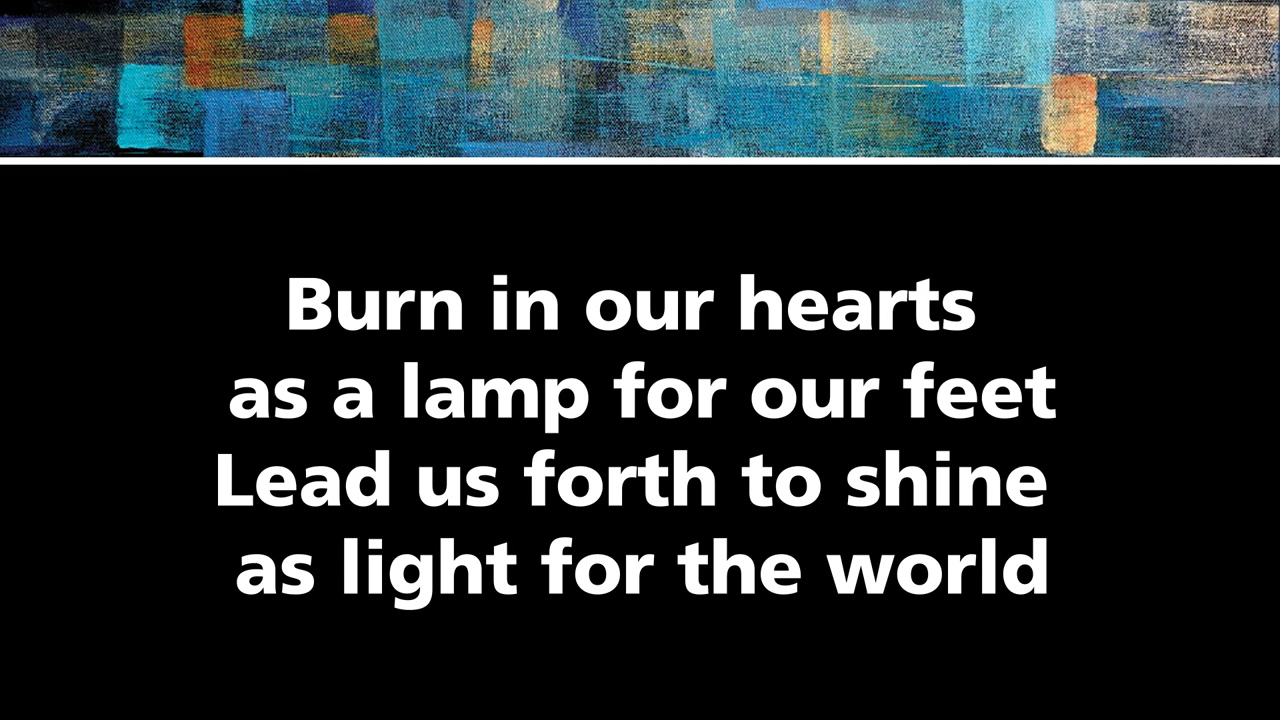 Burn in our hearts
as a lamp for our feet
Lead us forth to shine
as light for the world